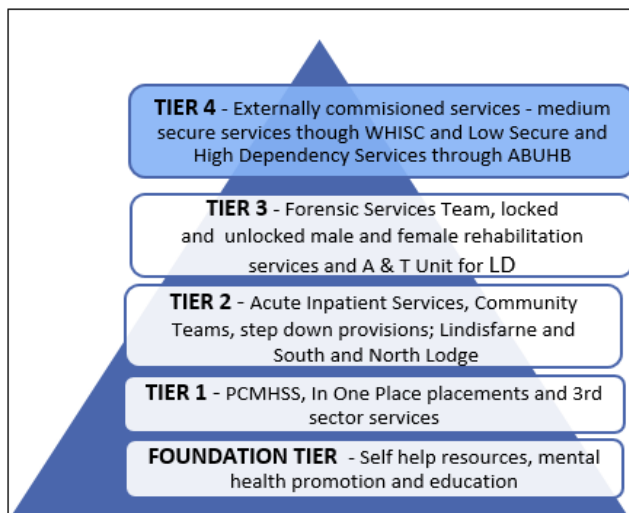 TIER 4 - Externally commisioned services - medium
secure services though WHISC and Low Secure and
High Dependency Services through ABUHB
TIER 3 - Forensic Services Team, locked
and unlocked male and female rehabilitation
services and A & T Unit for LD
TIER 2 - Acute Inpatient Services, Community
Teams, step down provisions; Lindisfarne and
South and North Lodge
TIER 1 - PCMHSS, In One Place placements and 3rd
sector services
FOUNDATION TIER - Self help resources, mental
health promotion and education